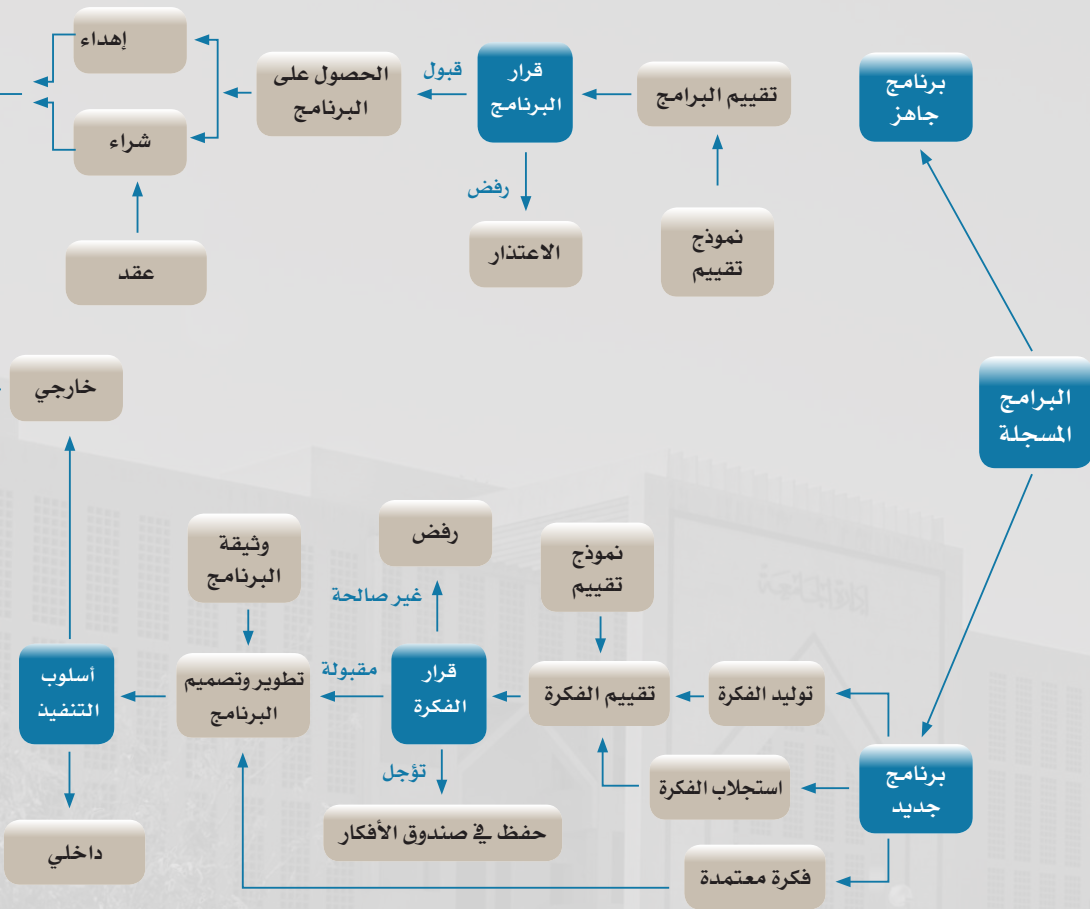 برنامج
جاهز
تقييم البرامج
نموذج
تقييم
قرار
البرنامج
قبول
رفض
الاعتذار
الحصول على
البرنامج
إهداء
شراء
عقد
البرامج
المسجلة
برنامج
جديد
توليد الفكرة
استجلاب الفكرة
فكرة معتمدة
نموذج
تقييم
تقييم الفكرة
قرار
الفكرة
غير صالحة
رفض
مقبولة
تؤجل
حفظ في صندوق الأفكار
وثيقة
البرنامج
تطوير وتصميم
البرنامج
أسلوب
التنفيذ
خارجي
داخلي